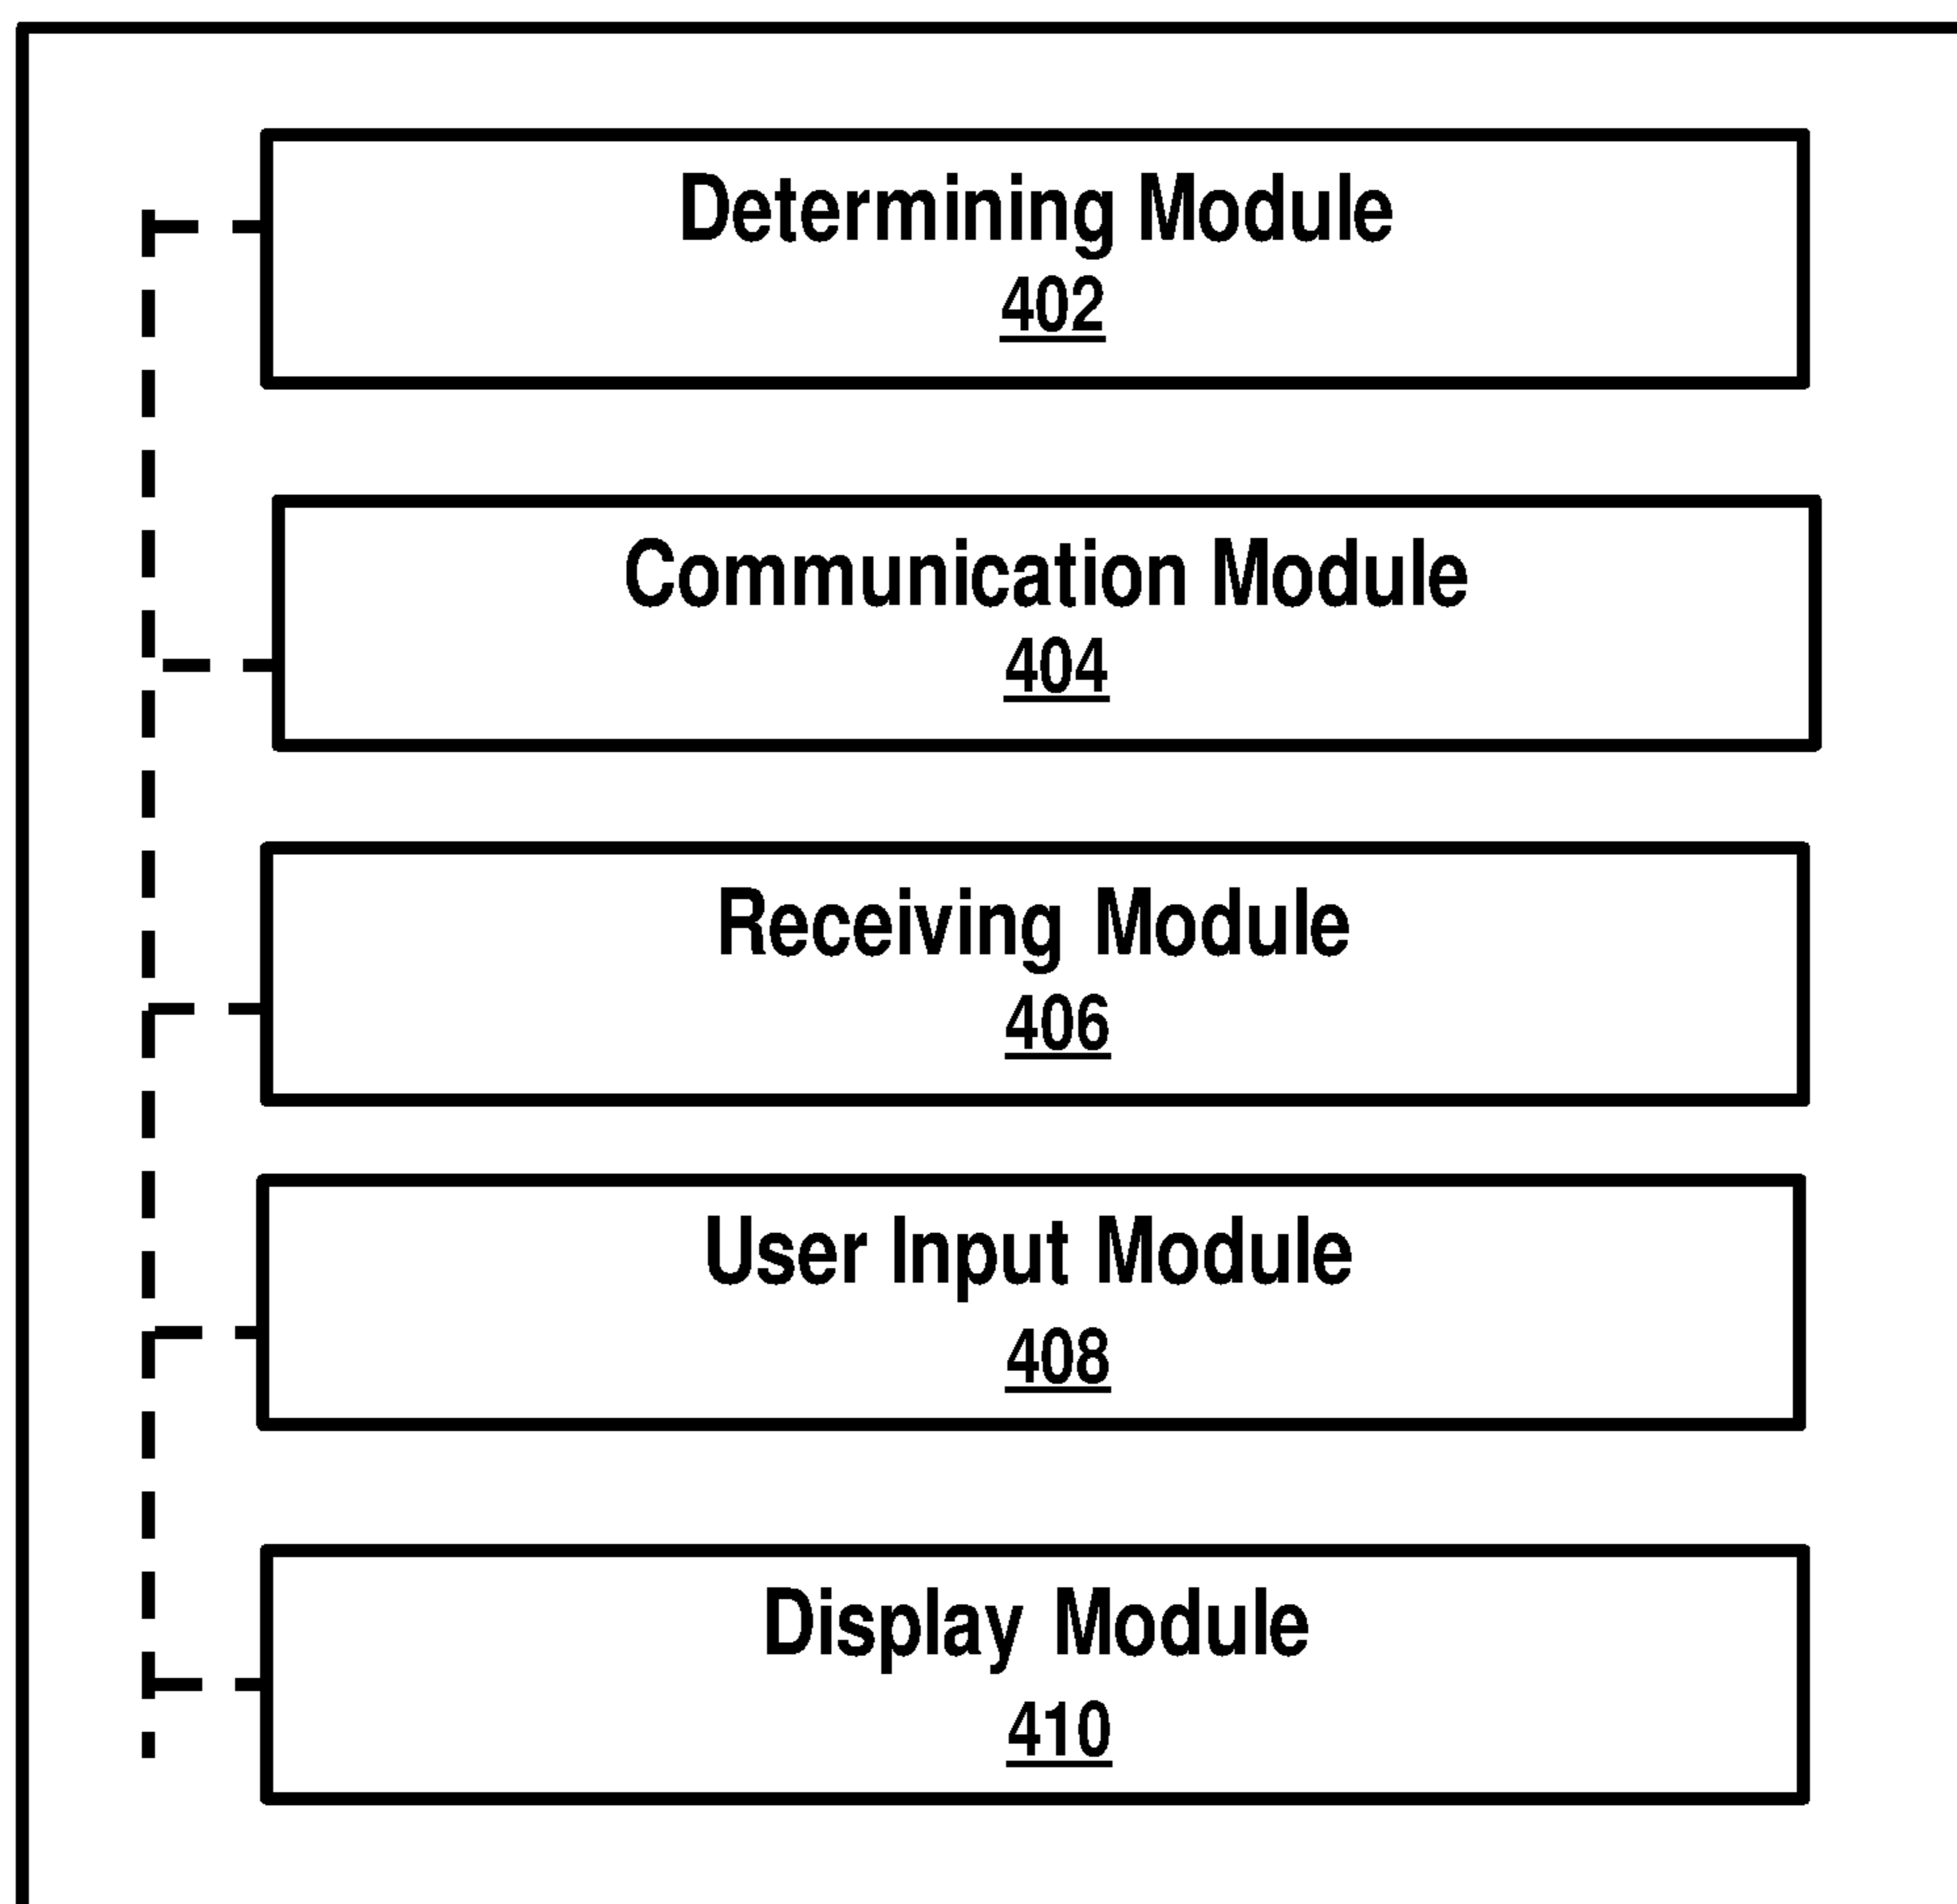 Determining Module
402
Communication Module
404
Receiving Module
406
User Input Module
408
Display Module
410